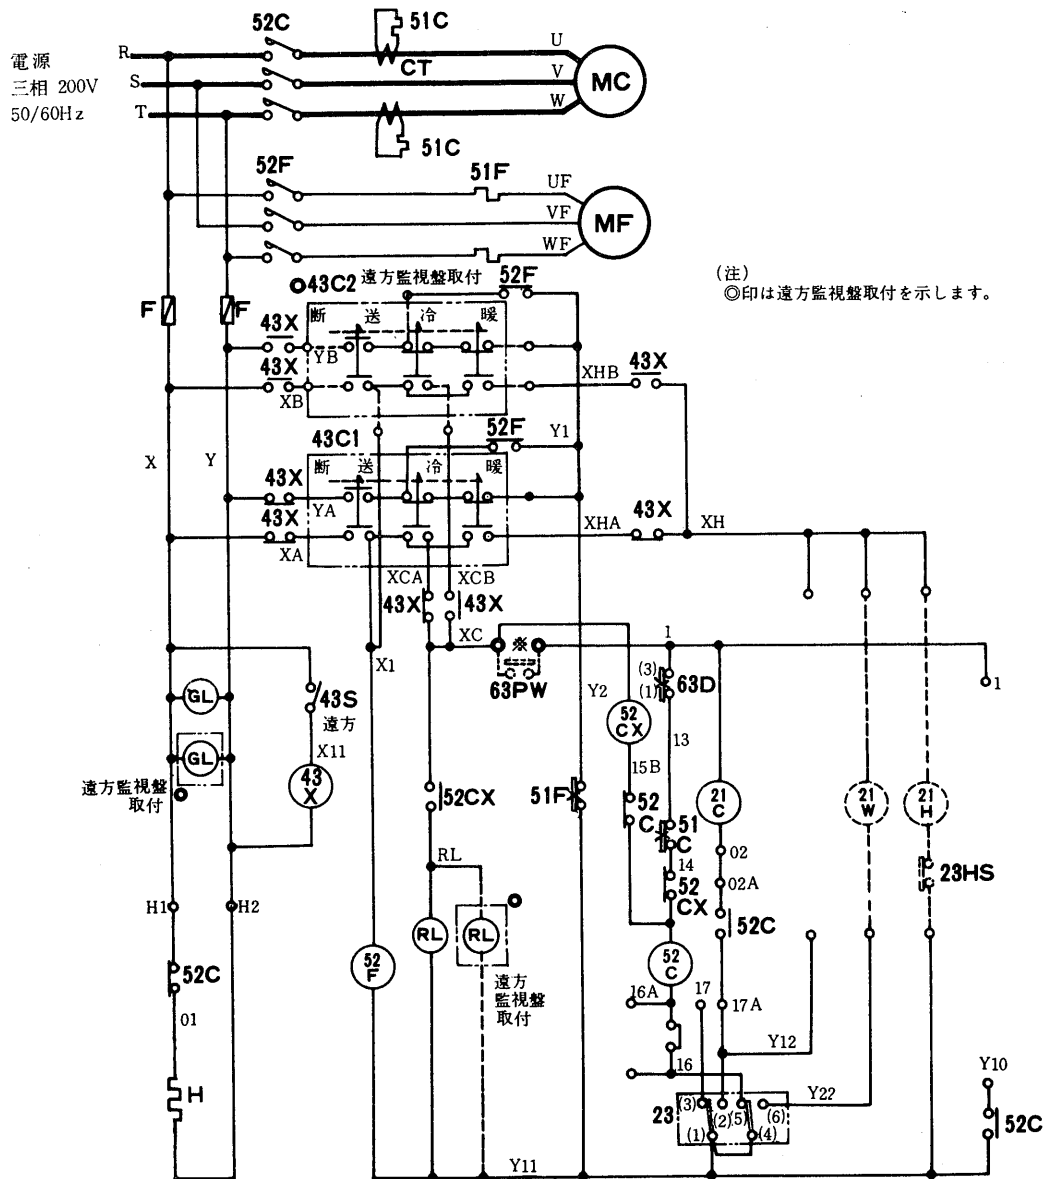 52C
51C
電源
三相 200V
50/60Hz
R
S
T
CT
U
V
W
MC
51C
52F
51F
UF
VF
WF
MF
◎43C2 遠方監視盤取付
52F
(注)
◎印は遠方監視盤取付を示します。
F
F
断 送 冷 暖
43X
YB
43X
XB
XHB
43X
43C1
52F
Y1
X
Y
断 送 冷 暖
43X
YA
43X
XA
XHA
43X
XH
XCA
XCB
43X
43X
XC
※
1
X1
63PW
Y2
(3)
(1)
63D
1
GL
43S
遠方
52
CX
13
GL
X11
遠方監視盤
取付
◎
43
X
15B
52CX
51F
52
C
51
C
21
C
21
W
21
H
02
RL
14
52
CX
02A
23HS
H1
H2
◎
RL
RL
52C
52C
52
F
52
C
遠方
監視盤
取付
16A
17
17A
01
Y12
16
Y10
H
Y22
23
(3)
(2)
(5)
(6)
(1)
(4)
52C
Y11